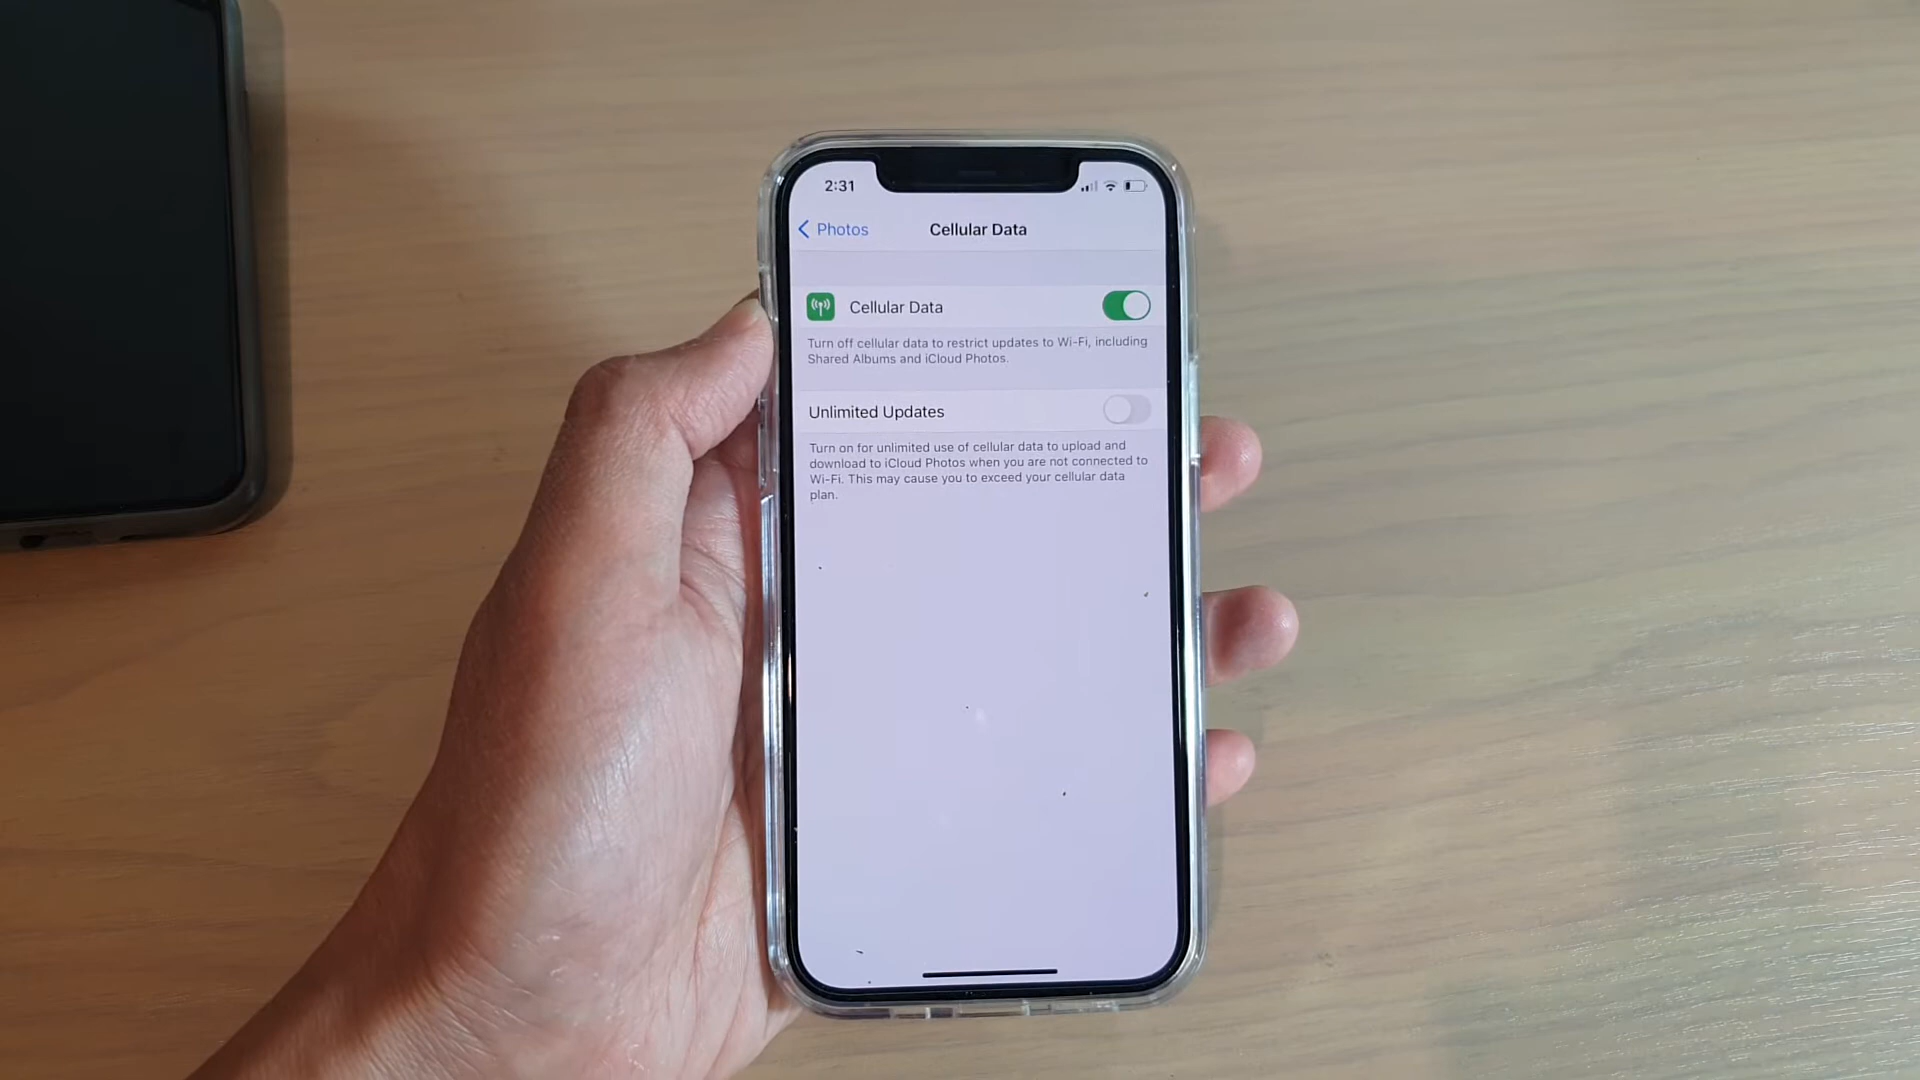 2:31
Photos
Cellular Data
Cellular Data
Turn off cellular data to restrict updates to Wi-Fi, including
Shared Albums and iCloud Photos.
Unlimited Updates
Turn on for unlimited use of cellular data to upload and
download to iCloud Photos when you are not connected to
Wi-Fi. This may cause you to exceed your cellular data
plan.